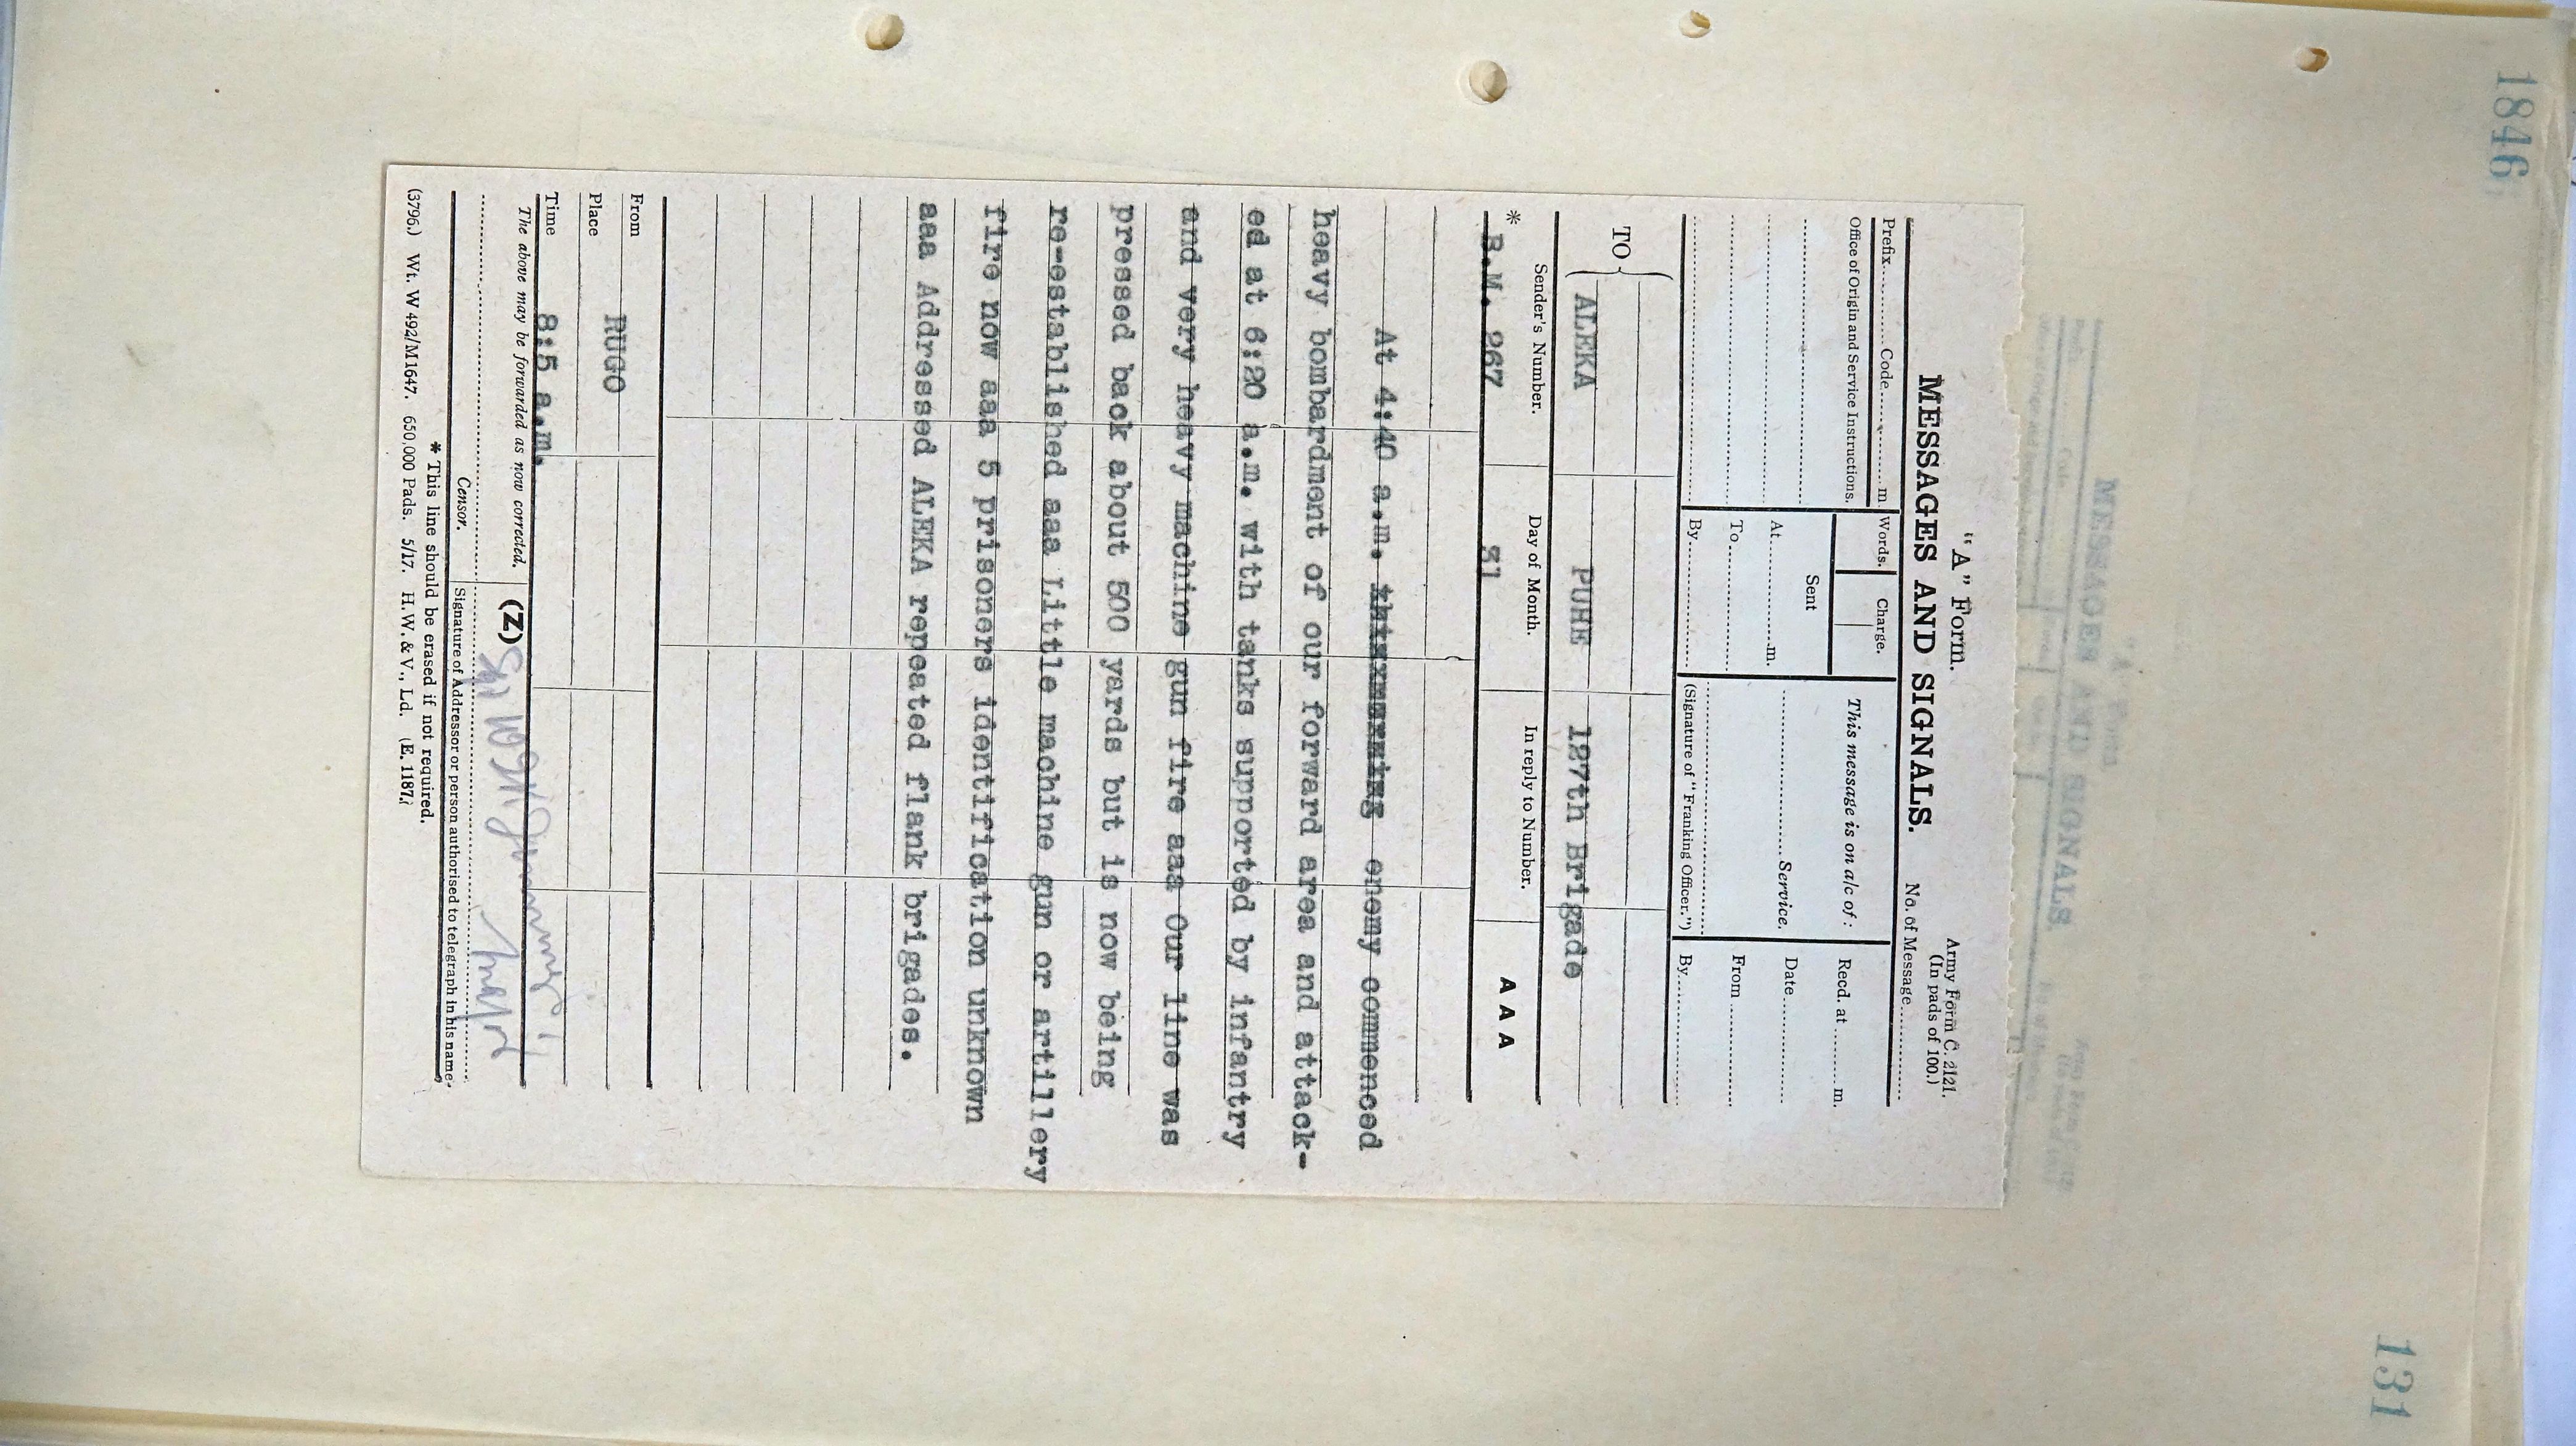 1846
131
"A" Form.
Army Form C. 2121.
(In pads of 100.)
MESSAGES AND SIGNALS.
No. of Message
Prefix Code m.
Words.
Charge.
This message is on a/c of :
Recd. at m.
Office of Origin and Service Instructions.
Sent
At m.
Service.
Date
To
From
By
(Signature of "Franking Officer.")
By
TO
ALEKA PUHE 127th Brigade
Sender's Number. Day of Month. In reply to Number. A A A
* B.M. 267 31
At 4:40 a.m. enemy commenced
heavy bombardment of our forward area and attack-
ed at 6:20 a.m. with tanks supported by infantry
and very heavy machine gun fire aaa Our line was
pressed back about 500 yards but is now being
re-established aaa Little machine gun or artillery
fire now aaa 5 prisoners identification unknown
aaa Addressed ALEKA repeated flank brigades.
From
Place RUGO
Time 8:5 a.m.
The above may be forwarded as now corrected. (Z)
Censor.
Signature of Addressor or person authorised to telegraph in his name.
* This line should be erased if not required.
(3796.) Wt. W 492/M1647. 650,000 Pads. 5/17. H.W. & V., Ld. (E. 1187.)